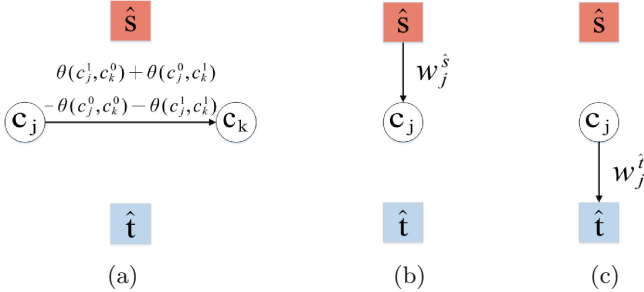 ŝ ŝ ŝ
θ(c_j^1,c_k^0)+θ(c_j^0,c_k^1)
-θ(c_j^0,c_k^0)-θ(c_j^1,c_k^1)
w_j^ŝ
c_j c_k c_j c_j
w_j^t̂
t̂ t̂ t̂
(a) (b) (c)